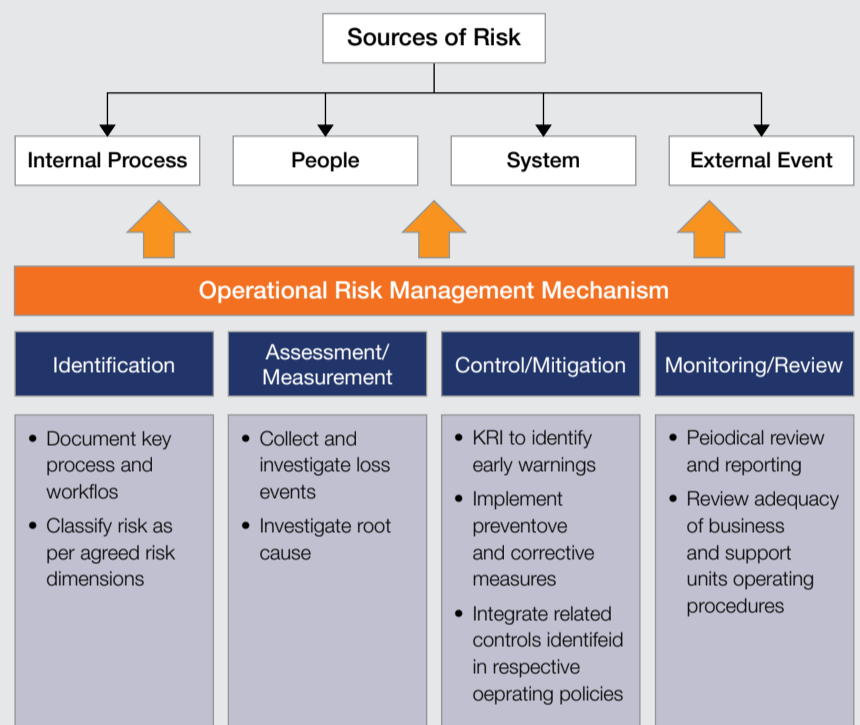 Sources of Risk
Internal Process
People
System
External Event
Operational Risk Management Mechanism
Identification
Assessment/
Measurement
Control/Mitigation
Monitoring/Review
• Document key
process and
workflos
• Classify risk as
per agreed risk
dimensions
• Collect and
investigate loss
events
• Investigate root
cause
• KRI to identify
early warnings
• Implement
preventove
and corrective
measures
• Integrate related
controls identifeid
in respective
oeprating policies
• Peiodical review
and reporting
• Review adequacy
of business
and support
units operating
procedures